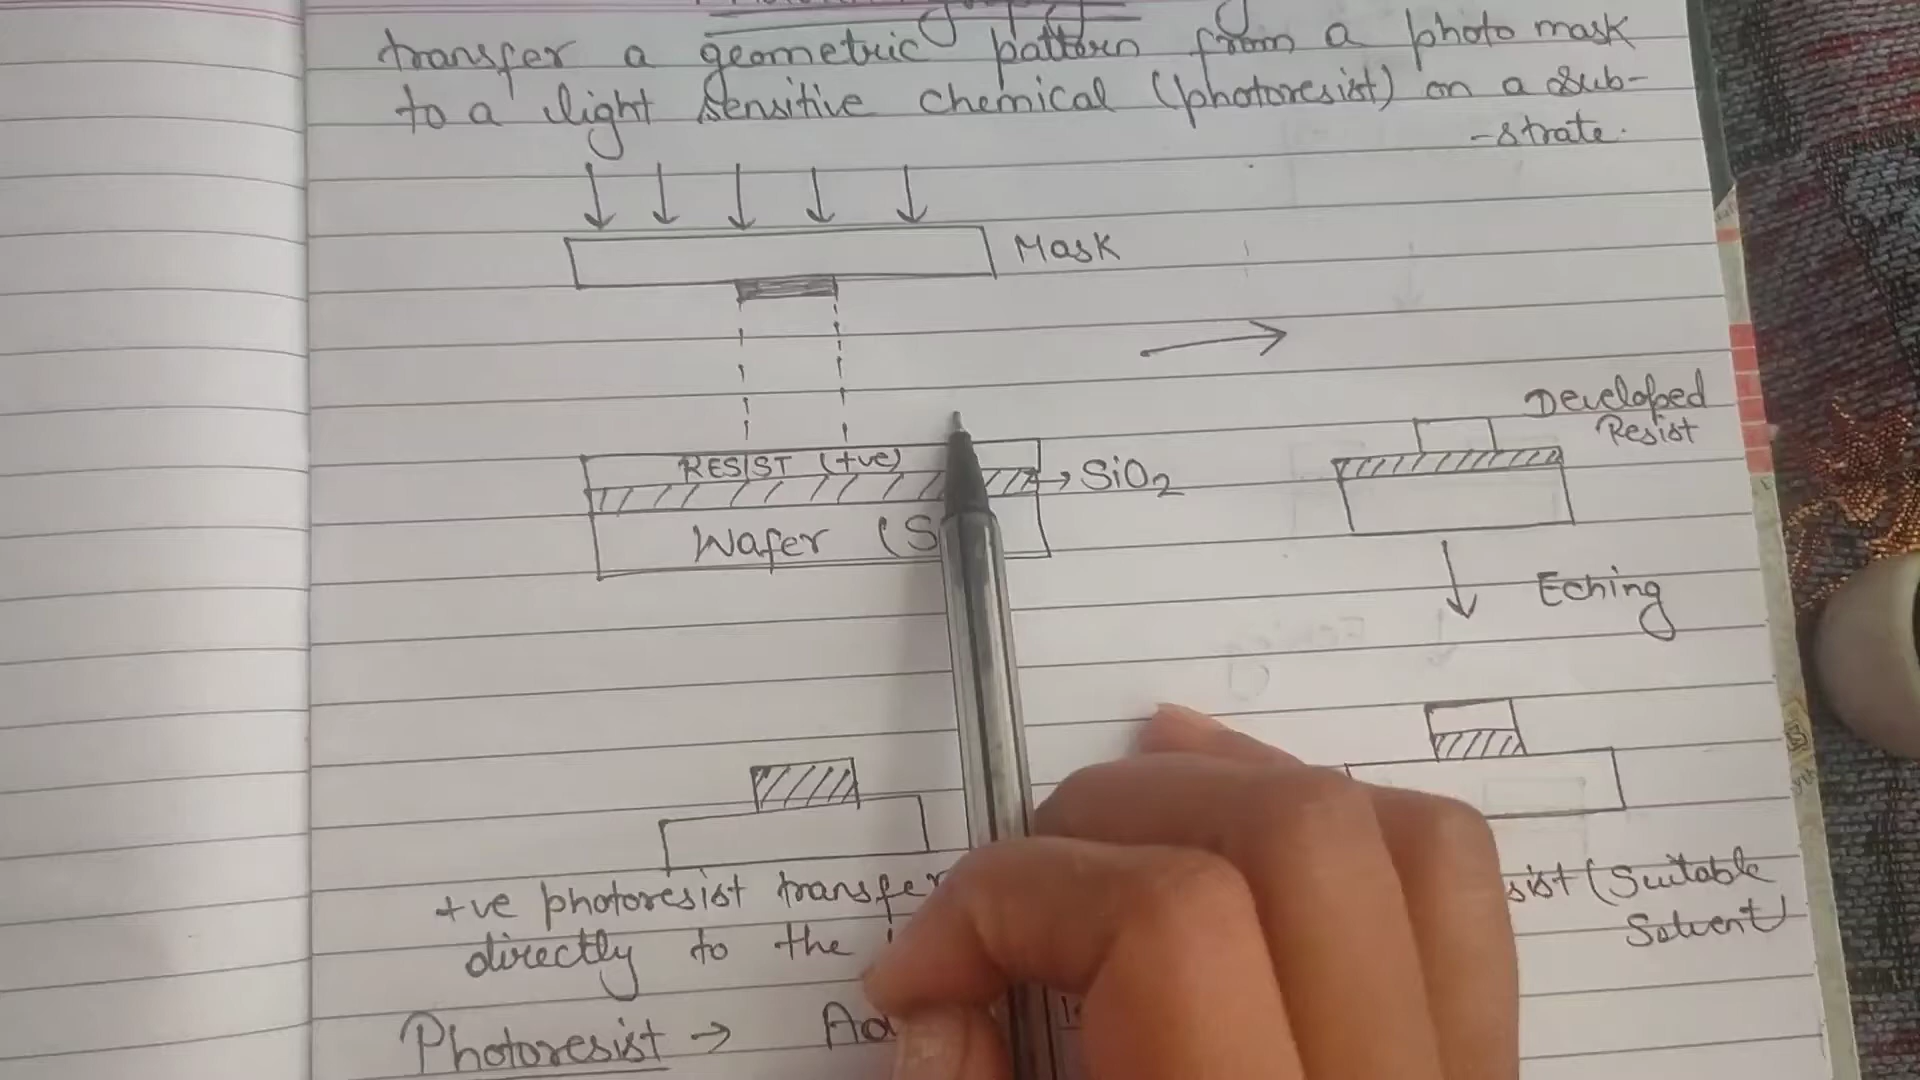 transfer a geometric pattern from a photo mask
to a light sensitive chemical (photoresist) on a sub-
-strate.
Mask
Developed
Resist
RESIST (+ve)
→ SiO2
Wafer (S
Eching
+ve photoresist transfer
sist (Suitable
directly to the
Solvent)
Photoresist →